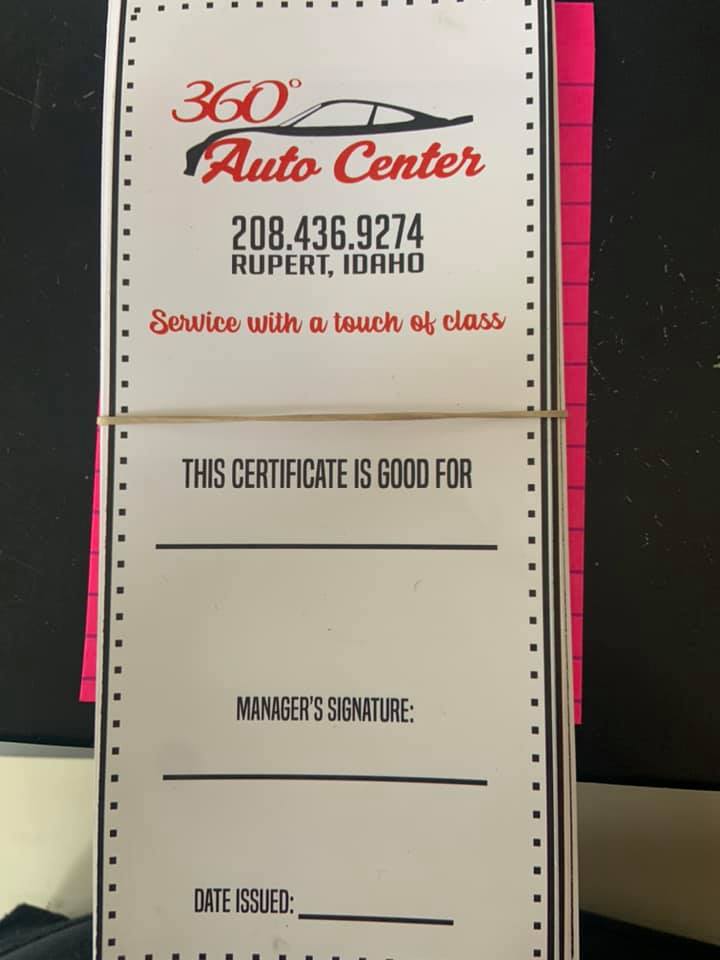 360°
Auto Center
208.436.9274
RUPERT, IDAHO
Service with a touch of class
THIS CERTIFICATE IS GOOD FOR
MANAGER'S SIGNATURE:
DATE ISSUED: